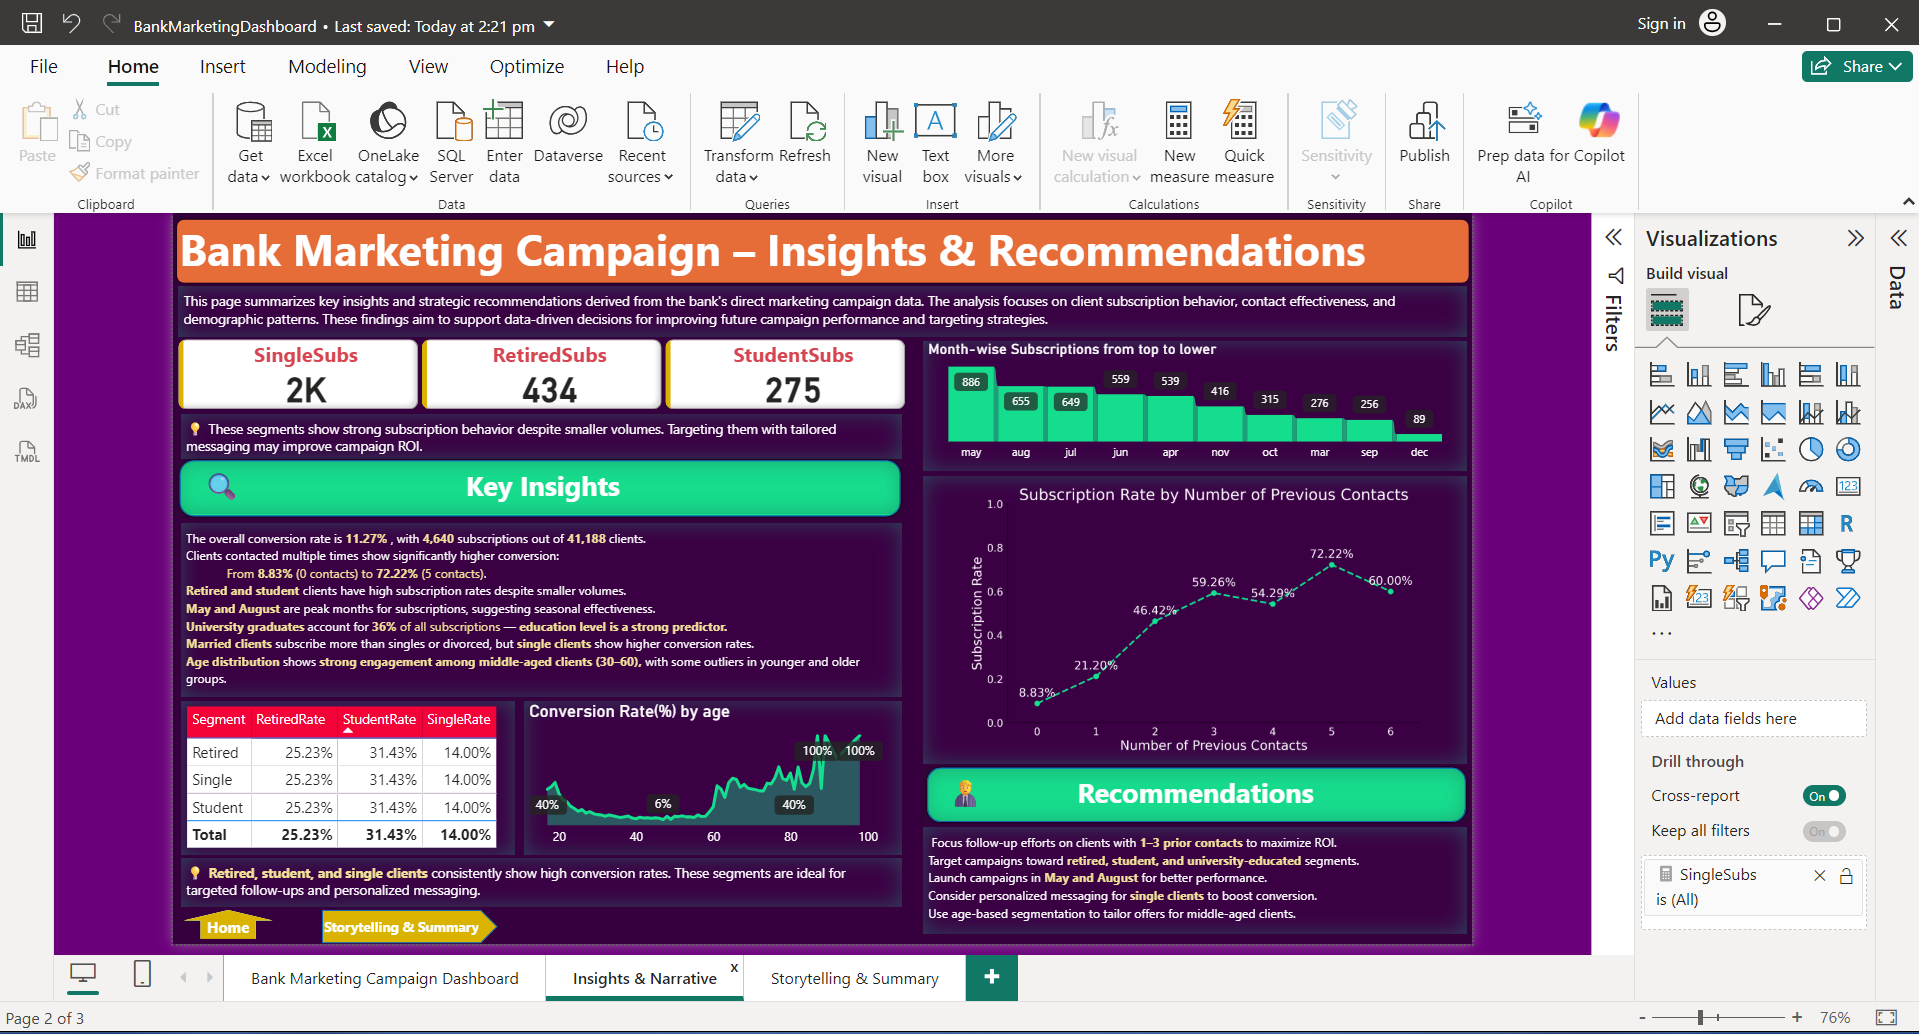 BankMarketingDashboard • Last saved: Today at 2:21 pm
Sign in
File Home Insert Modeling View Optimize Help
Share
Paste
Cut
Copy
Format painter
Clipboard
Get data
Excel workbook
OneLake catalog
SQL Server
Enter data
Dataverse
Recent sources
Data
Transform data
Refresh
Queries
New visual
Text box
More visuals
Insert
New visual calculation
New measure
Quick measure
Calculations
Sensitivity
Sensitivity
Publish
Share
Prep data for AI
Copilot
Copilot
DAX
TMDL
Bank Marketing Campaign – Insights & Recommendations
This page summarizes key insights and strategic recommendations derived from the bank's direct marketing campaign data. The analysis focuses on client subscription behavior, contact effectiveness, and
demographic patterns. These findings aim to support data-driven decisions for improving future campaign performance and targeting strategies.
SingleSubs
2K
RetiredSubs
434
StudentSubs
275
These segments show strong subscription behavior despite smaller volumes. Targeting them with tailored
messaging may improve campaign ROI.
Key Insights
The overall conversion rate is 11.27% , with 4,640 subscriptions out of 41,188 clients.
Clients contacted multiple times show significantly higher conversion:
From 8.83% (0 contacts) to 72.22% (5 contacts).
Retired and student clients have high subscription rates despite smaller volumes.
May and August are peak months for subscriptions, suggesting seasonal effectiveness.
University graduates account for 36% of all subscriptions — education level is a strong predictor.
Married clients subscribe more than singles or divorced, but single clients show higher conversion rates.
Age distribution shows strong engagement among middle-aged clients (30–60), with some outliers in younger and older
groups.
Segment RetiredRate StudentRate SingleRate
Retired 25.23% 31.43% 14.00%
Single 25.23% 31.43% 14.00%
Student 25.23% 31.43% 14.00%
Total 25.23% 31.43% 14.00%
Conversion Rate(%) by age
100% 100%
40% 6% 40%
20 40 60 80 100
Retired, student, and single clients consistently show high conversion rates. These segments are ideal for
targeted follow-ups and personalized messaging.
Home
Storytelling & Summary
Month-wise Subscriptions from top to lower
886 655 649 559 539 416 315 276 256 89
may aug jul jun apr nov oct mar sep dec
Subscription Rate by Number of Previous Contacts
Subscription Rate
1.0
0.8
0.6
0.4
0.2
0.0
8.83% 21.20% 46.42% 59.26% 54.29% 72.22% 60.00%
0 1 2 3 4 5 6
Number of Previous Contacts
Recommendations
Focus follow-up efforts on clients with 1–3 prior contacts to maximize ROI.
Target campaigns toward retired, student, and university-educated segments.
Launch campaigns in May and August for better performance.
Consider personalized messaging for single clients to boost conversion.
Use age-based segmentation to tailor offers for middle-aged clients.
Filters
Visualizations
Build visual
123
R
Py
123
...
Values
Add data fields here
Drill through
Cross-report
On
Keep all filters
On
SingleSubs
is (All)
Data
Bank Marketing Campaign Dashboard
Insights & Narrative
x
Storytelling & Summary
+
Page 2 of 3
- + 76%